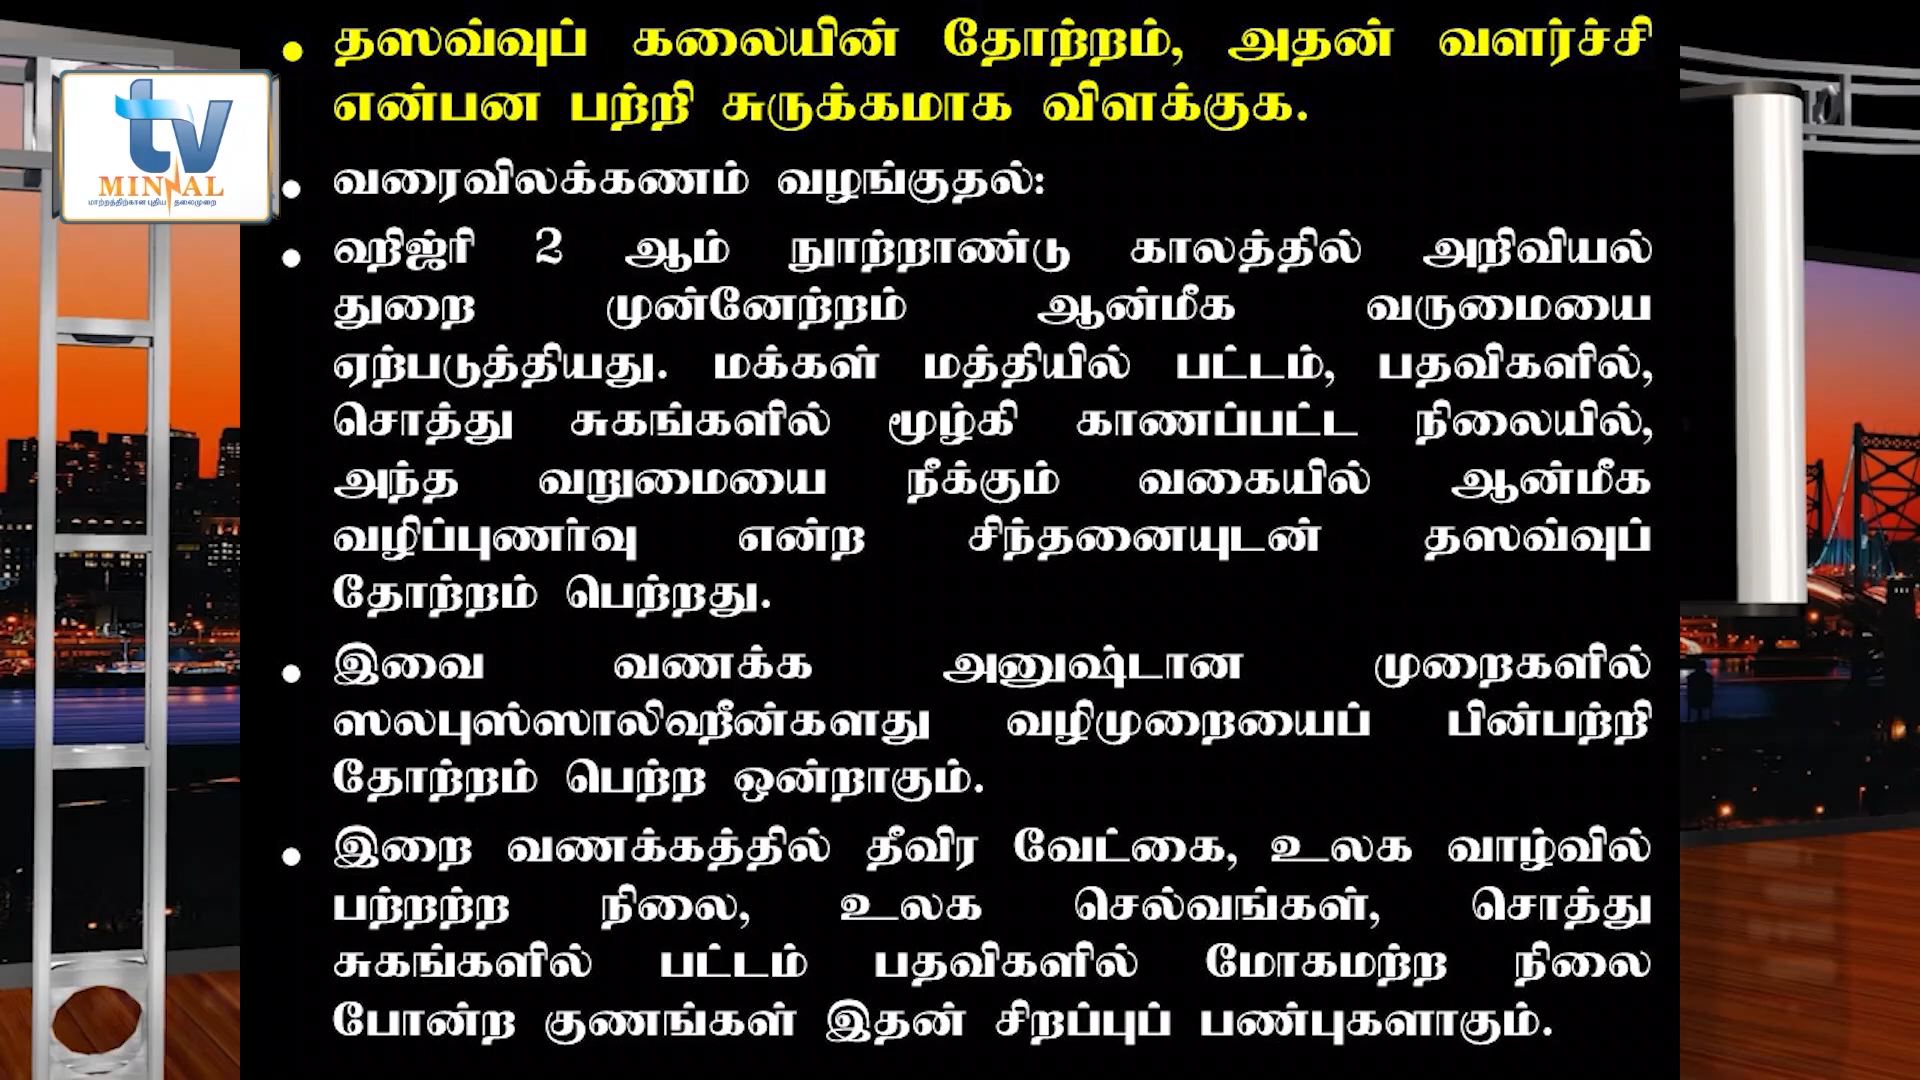 • தஸவ்வுப் கலையின் தோற்றம், அதன் வளர்ச்சி
என்பன பற்றி சுருக்கமாக விளக்குக.
tv
MINNAL
மாற்றத்திற்கான புதிய தலைமுறை
• வரைவிலக்கணம் வழங்குதல்:
• ஹிஜ்ரி 2 ஆம் நூற்றாண்டு காலத்தில் அறிவியல்
துறை முன்னேற்றம் ஆன்மீக வருமையை
ஏற்படுத்தியது. மக்கள் மத்தியில் பட்டம், பதவிகளில்,
சொத்து சுகங்களில் மூழ்கி காணப்பட்ட நிலையில்,
அந்த வறுமையை நீக்கும் வகையில் ஆன்மீக
வழிப்புணர்வு என்ற சிந்தனையுடன் தஸவ்வுப்
தோற்றம் பெற்றது.
• இவை வணக்க அனுஷ்டான முறைகளில்
ஸலபுஸ்ஸாலிஹீன்களது வழிமுறையைப் பின்பற்றி
தோற்றம் பெற்ற ஒன்றாகும்.
• இறை வணக்கத்தில் தீவிர வேட்கை, உலக வாழ்வில்
பற்றற்ற நிலை, உலக செல்வங்கள், சொத்து
சுகங்களில் பட்டம் பதவிகளில் மோகமற்ற நிலை
போன்ற குணங்கள் இதன் சிறப்புப் பண்புகளாகும்.